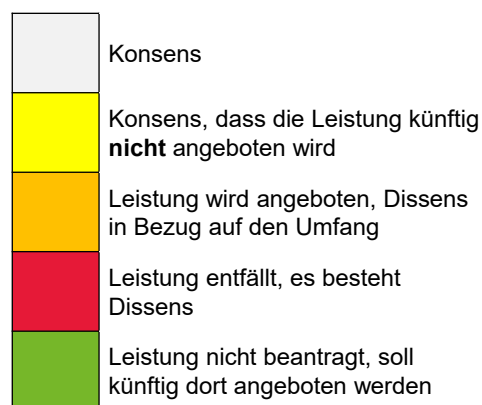 Konsens
Konsens, dass die Leistung künftig
nicht angeboten wird
Leistung wird angeboten, Dissens
in Bezug auf den Umfang
Leistung entfällt, es besteht
Dissens
Leistung nicht beantragt, soll
künftig dort angeboten werden